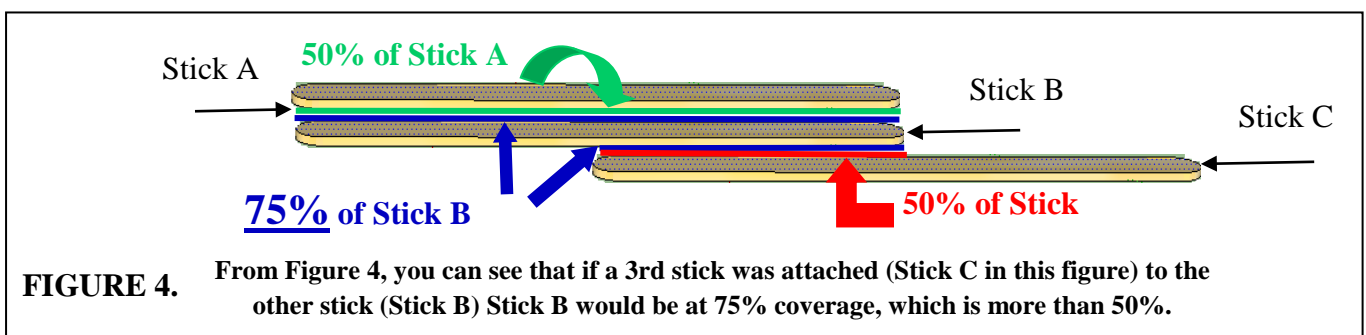 50% of Stick A
Stick A
Stick B
Stick C
75% of Stick B
50% of Stick
FIGURE 4.
From Figure 4, you can see that if a 3rd stick was attached (Stick C in this figure) to the
other stick (Stick B) Stick B would be at 75% coverage, which is more than 50%.